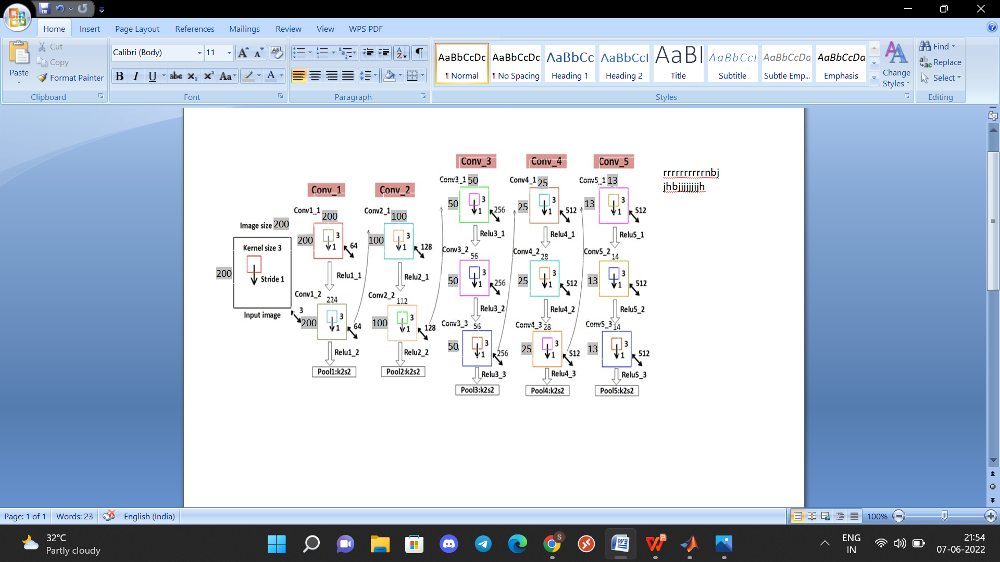 Home Insert Page Layout References Mailings Review View WPS PDF
Paste
Cut
Copy
Format Painter
Clipboard
Calibri (Body) 11
B I U abc X₂ X² Aa A
Font
Paragraph
AaBbCcDc AaBbCcDc AaBbCc AaBbCcI AaBI AaBbCcL AaBbCcDa AaBbCcDa
¶ Normal ¶ No Spacing Heading 1 Heading 2 Title Subtitle Subtle Emp... Emphasis
Styles
Change Styles
Find
Replace
Select
Editing
Image size 200
200
Kernel size 3
Stride 1
Input image
3
Conv_1
Conv1_1 200
200
3
1
64
Relu1_1
Conv1_2
224
200
3
1
64
Relu1_2
Pool1:k2s2
Conv_2
Conv2_1 100
100
3
1
128
Relu2_1
Conv2_2
112
100
3
1
128
Relu2_2
Pool2:k2s2
Conv_3
Conv3_1 50
50
3
1
256
Relu3_1
Conv3_2
56
50
3
1
256
Relu3_2
Conv3_3 56
50
3
1
256
Relu3_3
Pool3:k2s2
Conv_4
Conv4_1 25
25
3
1
512
Relu4_1
Conv4_2
28
25
3
1
512
Relu4_2
Conv4_3 28
25
3
1
512
Relu4_3
Pool4:k2s2
Conv_5
Conv5_1 13
13
3
1
512
Relu5_1
Conv5_2
14
13
3
1
512
Relu5_2
Conv5_3 14
13
3
1
512
Relu5_3
Pool5:k2s2
rrrrrrrrrrnbj
jhbjjjjjjjjh
Page: 1 of 1 Words: 23 English (India) 100%
32°C
Partly cloudy
S
ENG
IN
21:54
07-06-2022